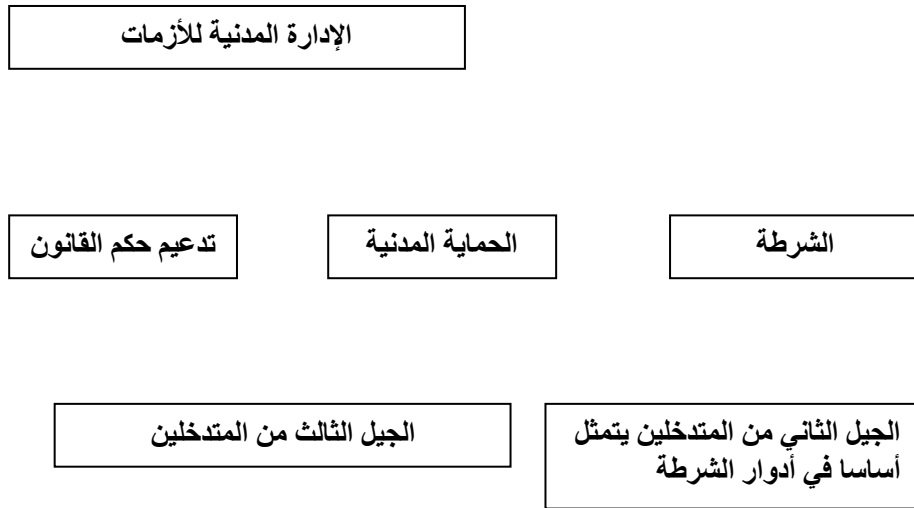 الإدارة المدنية للأزمات
الشرطة
الحماية المدنية
تدعيم حكم القانون
الجيل الثاني من المتدخلين يتمثل
أساسا في أدوار الشرطة
الجيل الثالث من المتدخلين